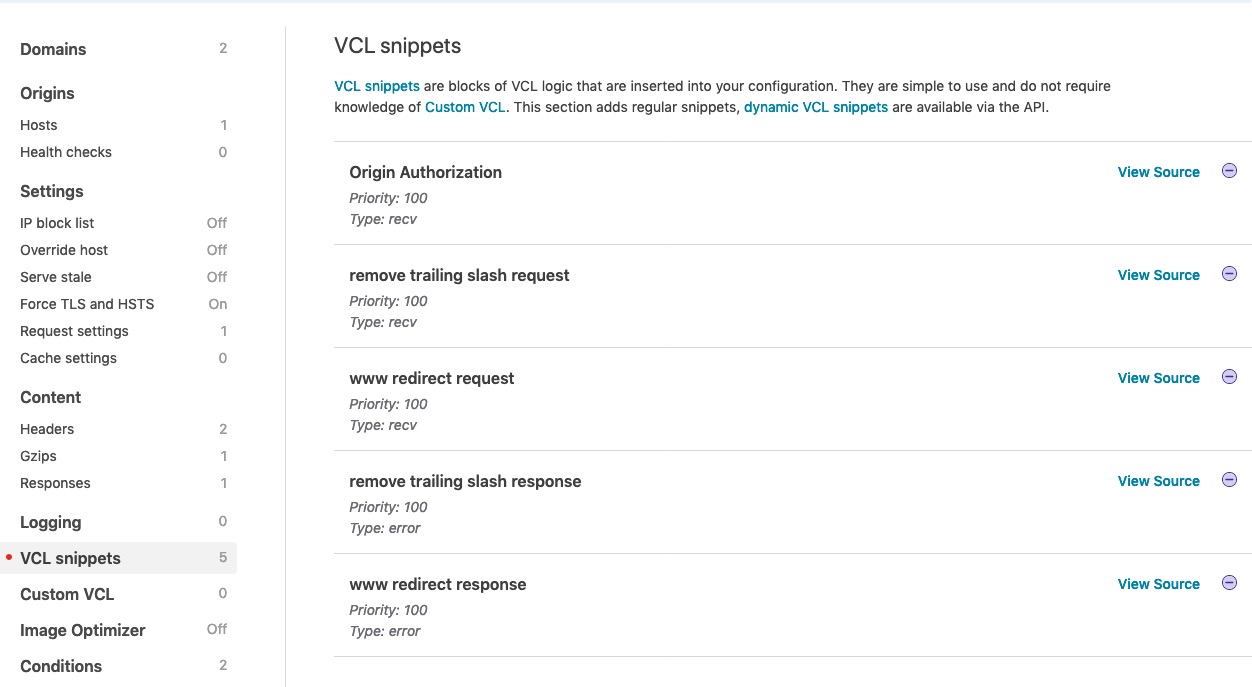 Domains 2
Origins
Hosts 1
Health checks 0
Settings
IP block list Off
Override host Off
Serve stale Off
Force TLS and HSTS On
Request settings 1
Cache settings 0
Content
Headers 2
Gzips 1
Responses 1
Logging 0
VCL snippets 5
Custom VCL 0
Image Optimizer Off
Conditions 2
VCL snippets
VCL snippets are blocks of VCL logic that are inserted into your configuration. They are simple to use and do not require
knowledge of Custom VCL. This section adds regular snippets, dynamic VCL snippets are available via the API.
Origin Authorization View Source
Priority: 100
Type: recv
remove trailing slash request View Source
Priority: 100
Type: recv
www redirect request View Source
Priority: 100
Type: recv
remove trailing slash response View Source
Priority: 100
Type: error
www redirect response View Source
Priority: 100
Type: error